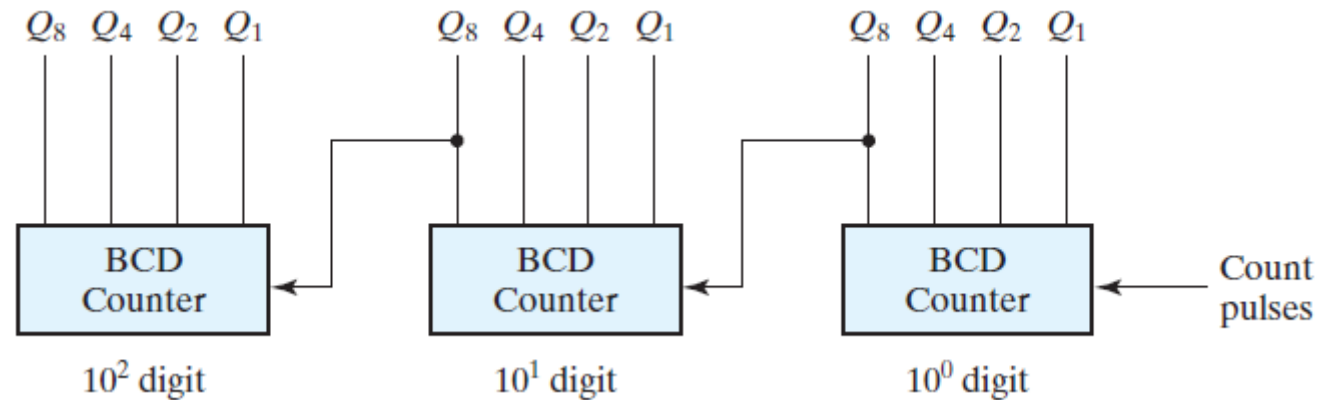 Q8 Q4 Q2 Q1
Q8 Q4 Q2 Q1
Q8 Q4 Q2 Q1
BCD
Counter
BCD
Counter
BCD
Counter
Count
pulses
10² digit
10¹ digit
10⁰ digit